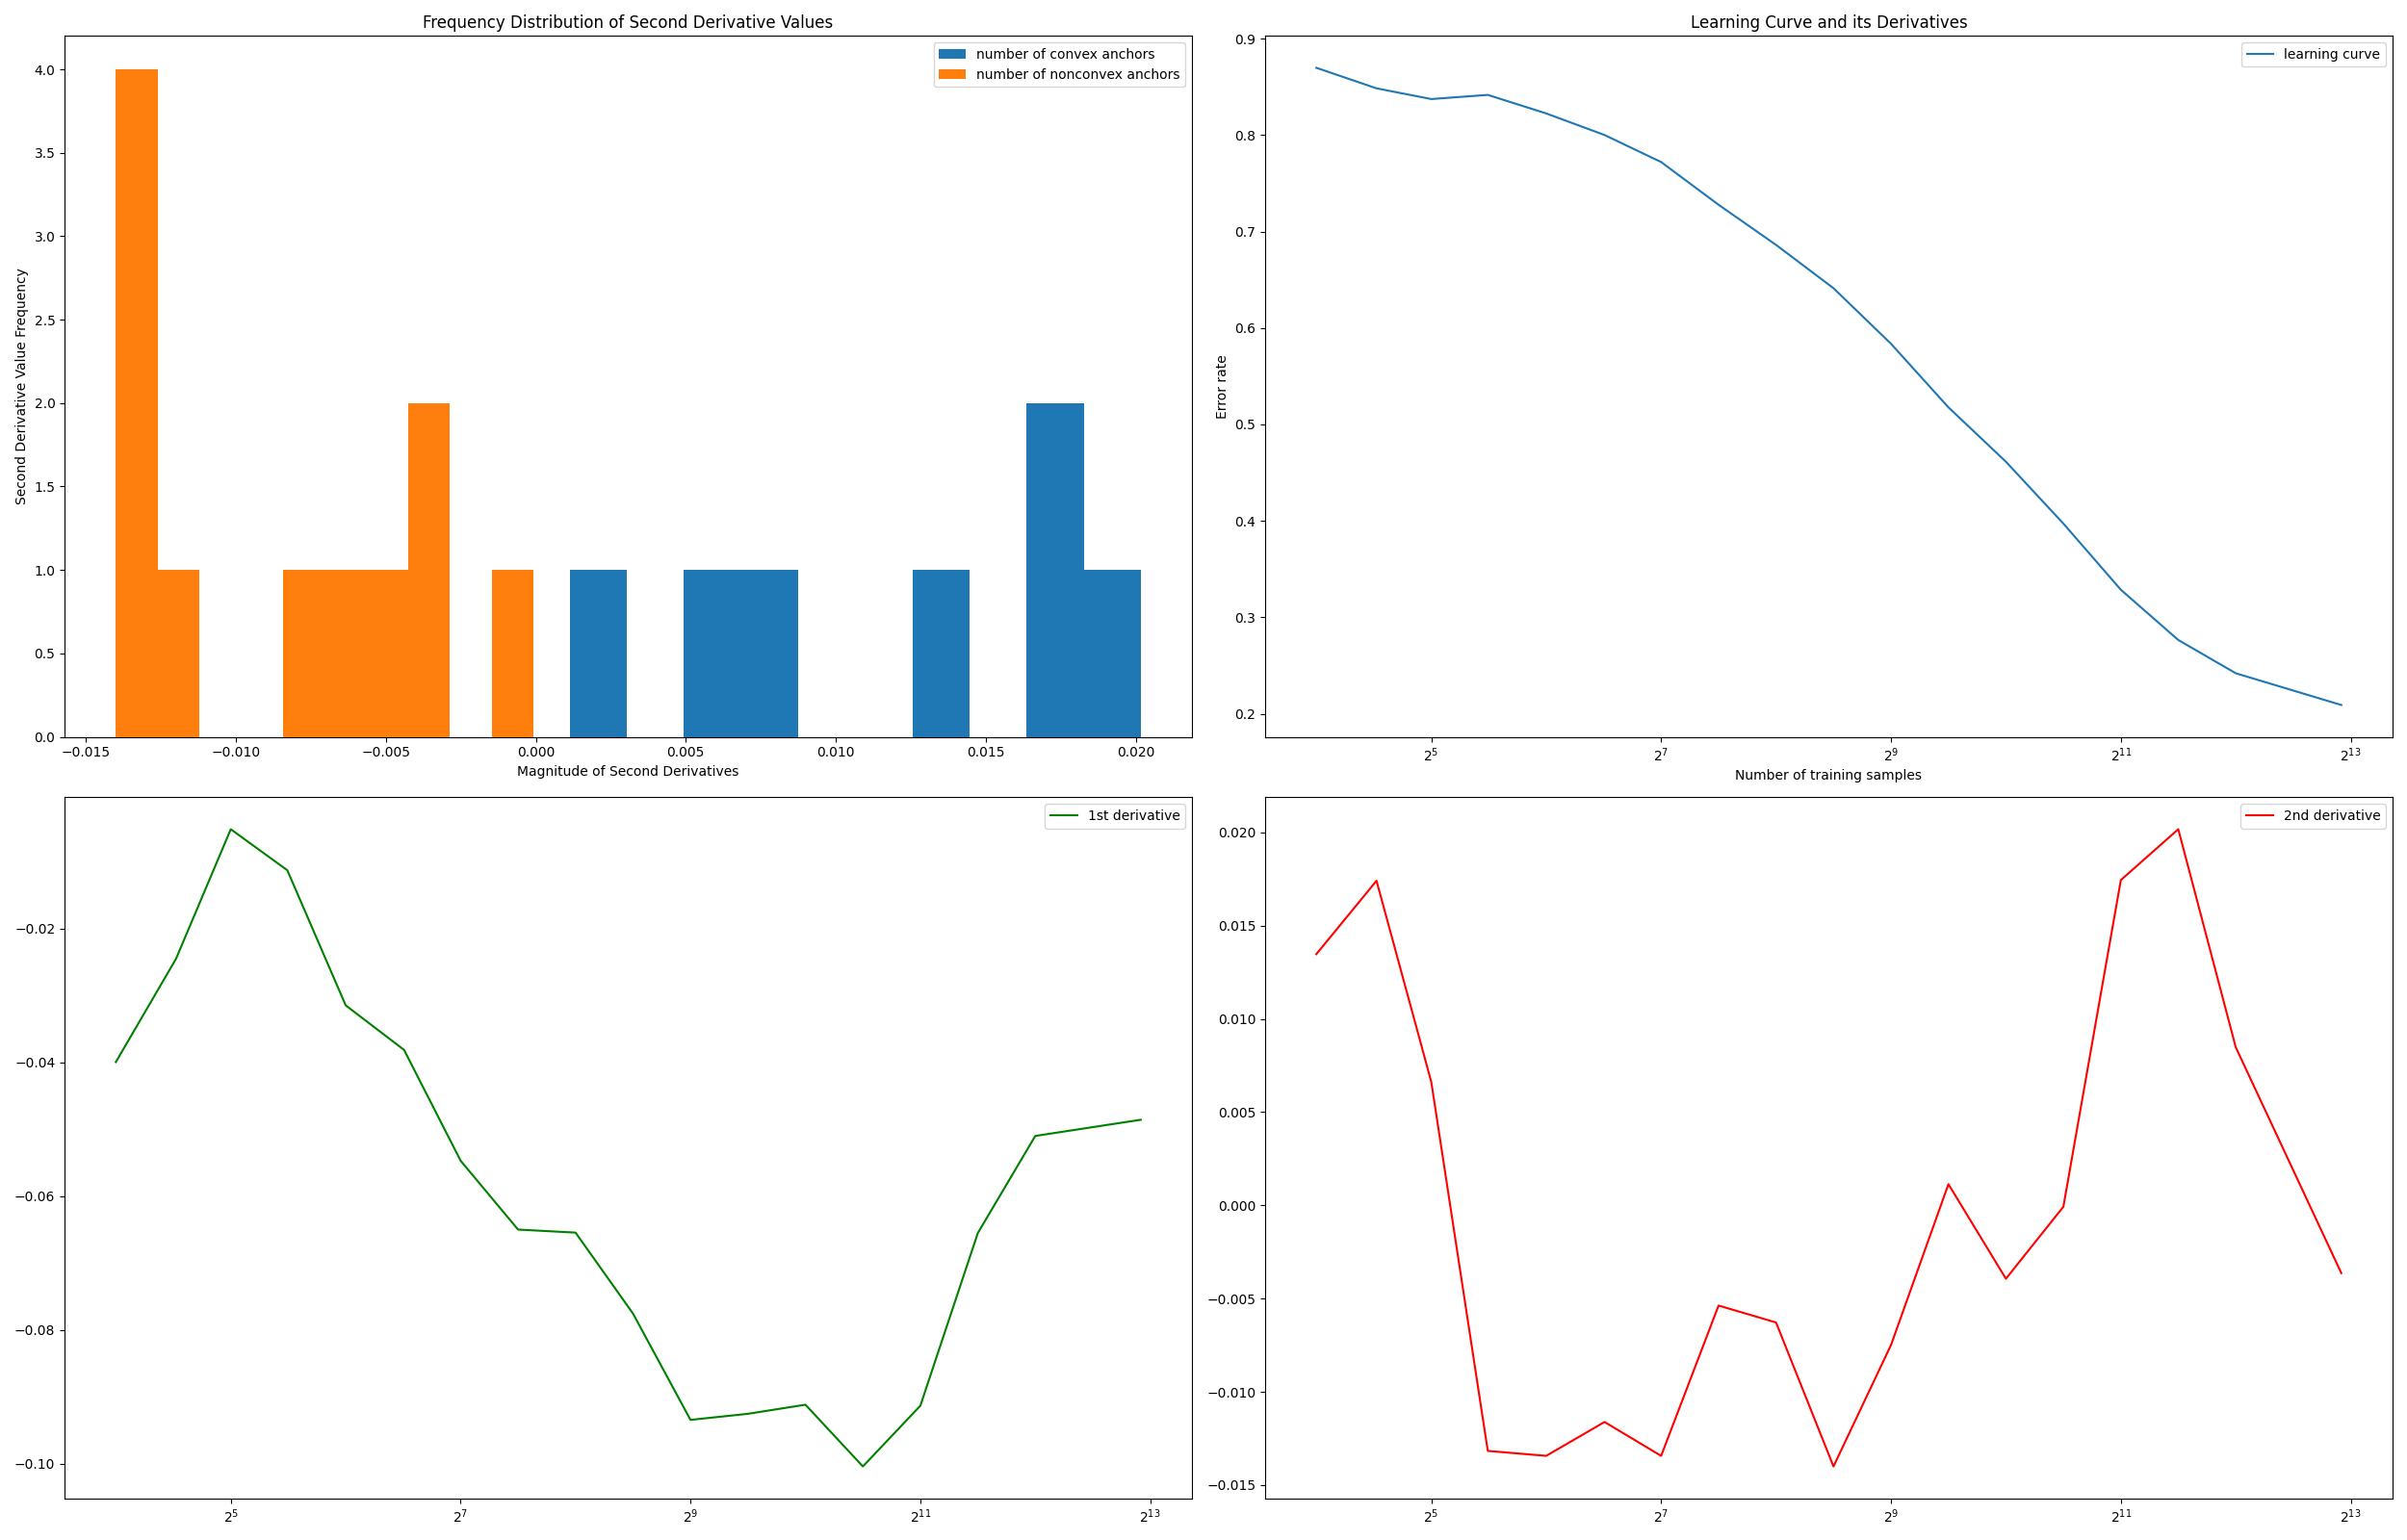 Frequency Distribution of Second Derivative Values
number of convex anchors
number of nonconvex anchors
4.0
3.5
3.0
2.5
2.0
1.5
1.0
0.5
0.0
Second Derivative Value Frequency
−0.015 −0.010 −0.005 0.000 0.005 0.010 0.015 0.020
Magnitude of Second Derivatives
Learning Curve and its Derivatives
learning curve
0.9
0.8
0.7
0.6
0.5
0.4
0.3
0.2
Error rate
2⁵ 2⁷ 2⁹ 2¹¹ 2¹³
Number of training samples
1st derivative
−0.02
−0.04
−0.06
−0.08
−0.10
2⁵ 2⁷ 2⁹ 2¹¹ 2¹³
2nd derivative
0.020
0.015
0.010
0.005
0.000
−0.005
−0.010
−0.015
2⁵ 2⁷ 2⁹ 2¹¹ 2¹³